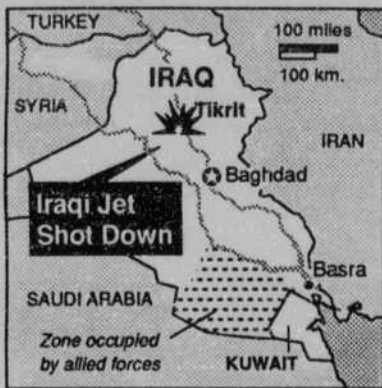 TURKEY
100 miles
100 km.
IRAQ
SYRIA
Tikrit
IRAN
Baghdad
Iraqi Jet
Shot Down
Basra
SAUDI ARABIA
Zone occupied
by allied forces
KUWAIT